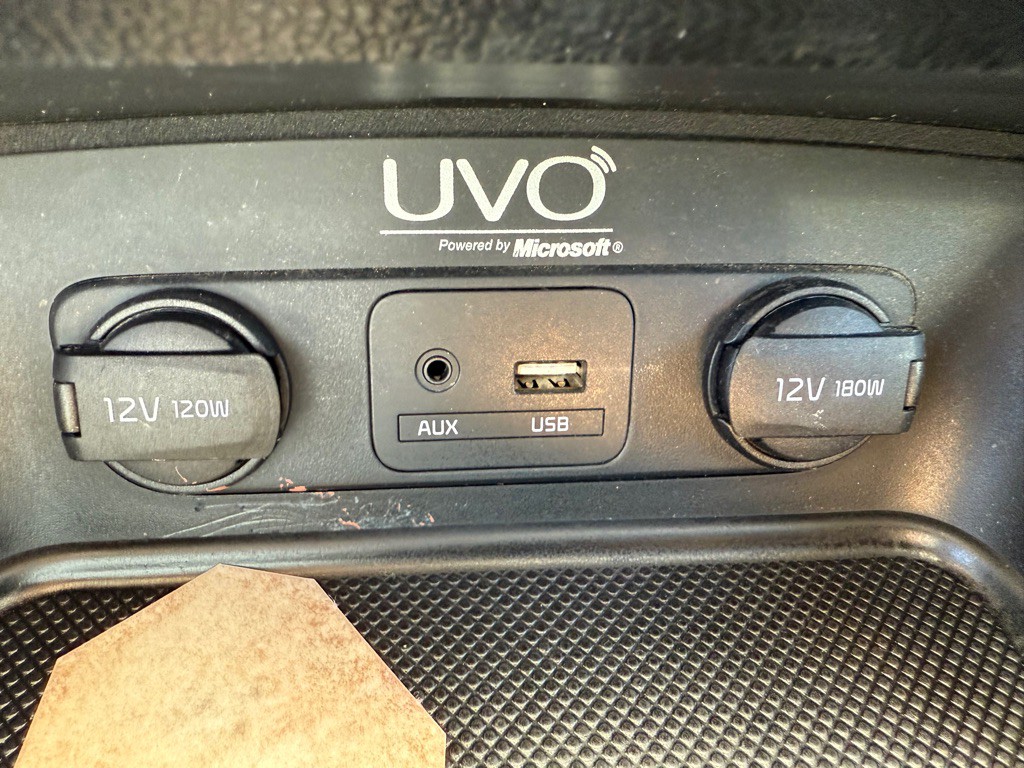 UVO
Powered by Microsoft®
12V 120W
AUX USB
12V 180W